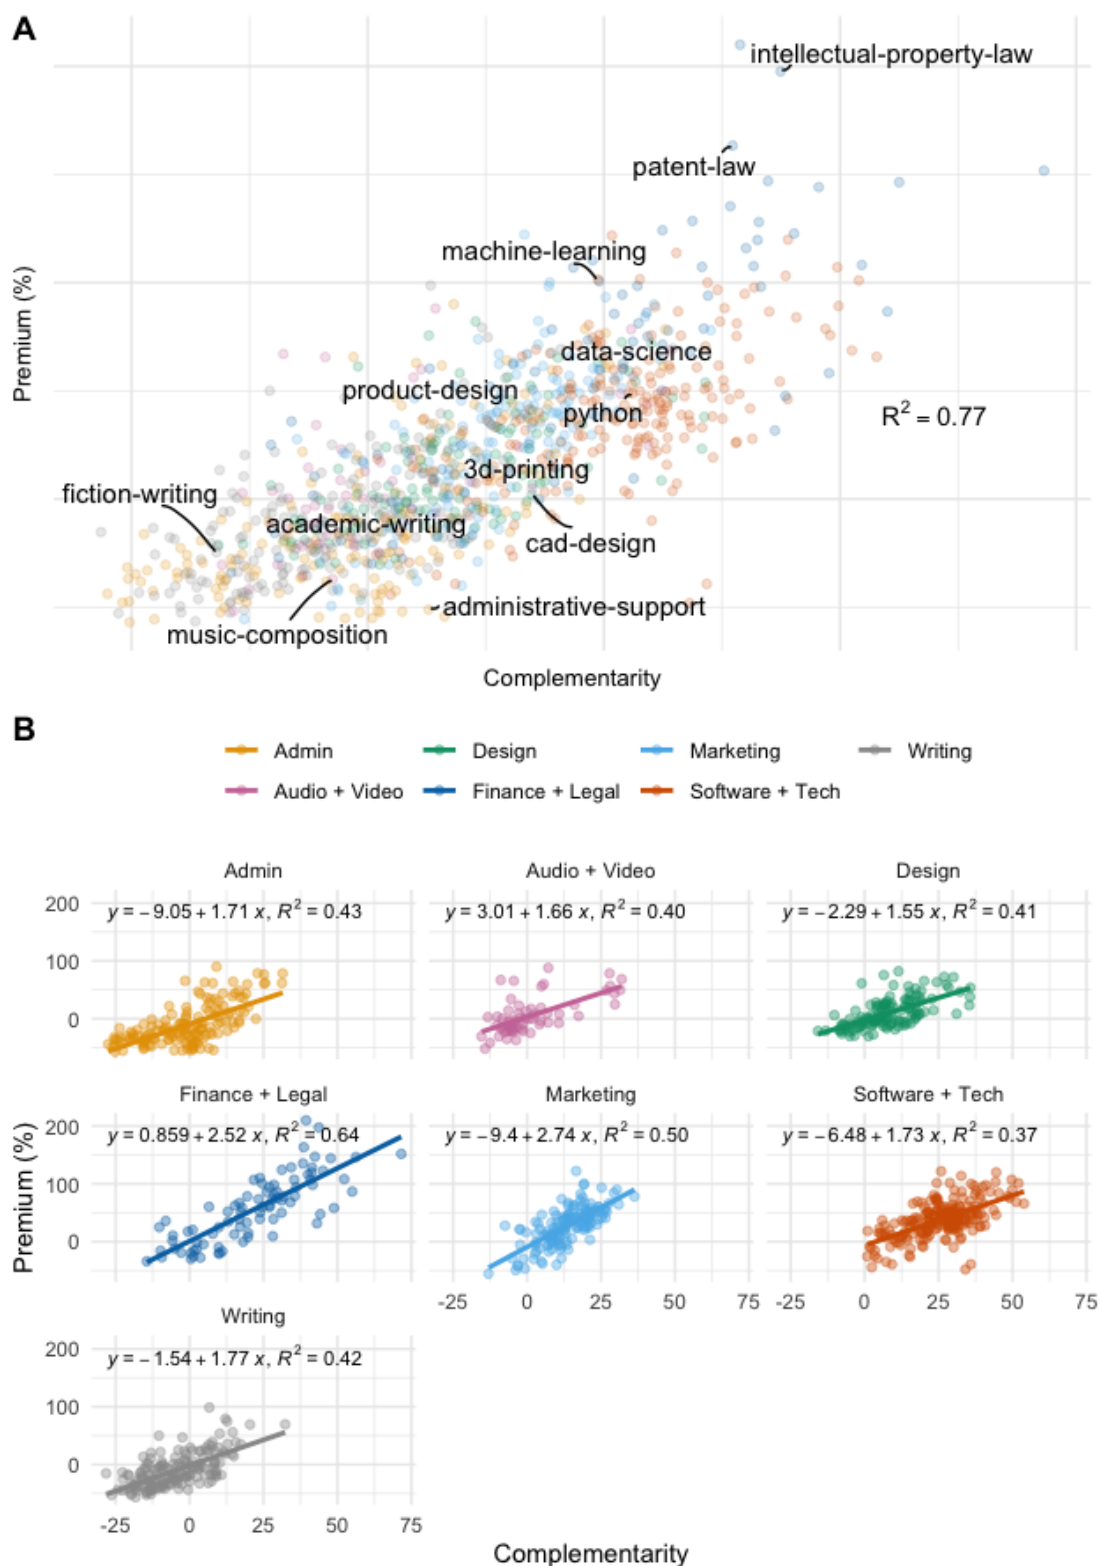 A
intellectual-property-law
patent-law
machine-learning
Premium (%)
data-science
product-design
python
R² = 0.77
3d-printing
fiction-writing
academic-writing
cad-design
administrative-support
music-composition
Complementarity
B
Admin
Design
Marketing
Writing
Audio + Video
Finance + Legal
Software + Tech
Admin
Audio + Video
Design
200
100
0
y = −9.05 + 1.71 x, R² = 0.43
y = 3.01 + 1.66 x, R² = 0.40
y = −2.29 + 1.55 x, R² = 0.41
Finance + Legal
Marketing
Software + Tech
Premium (%)
200
100
0
y = 0.859 + 2.52 x, R² = 0.64
y = −9.4 + 2.74 x, R² = 0.50
y = −6.48 + 1.73 x, R² = 0.37
-25 0 25 50 75
-25 0 25 50 75
Writing
200
100
0
y = −1.54 + 1.77 x, R² = 0.42
-25 0 25 50 75
Complementarity